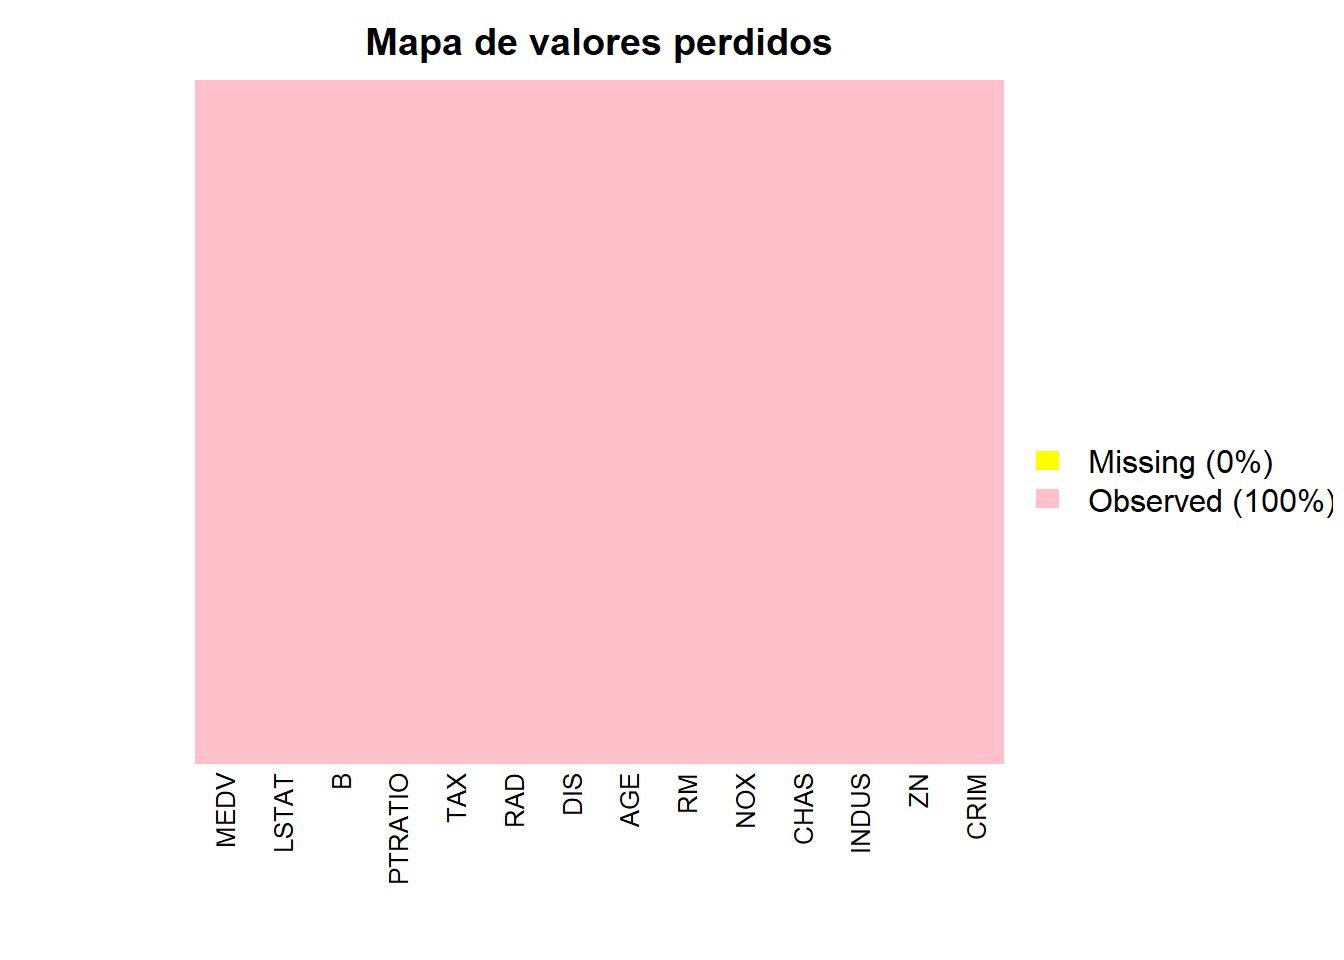 Mapa de valores perdidos
Missing (0%)
Observed (100%)
MEDV
LSTAT
B
PTRATIO
TAX
RAD
DIS
AGE
RM
NOX
CHAS
INDUS
ZN
CRIM